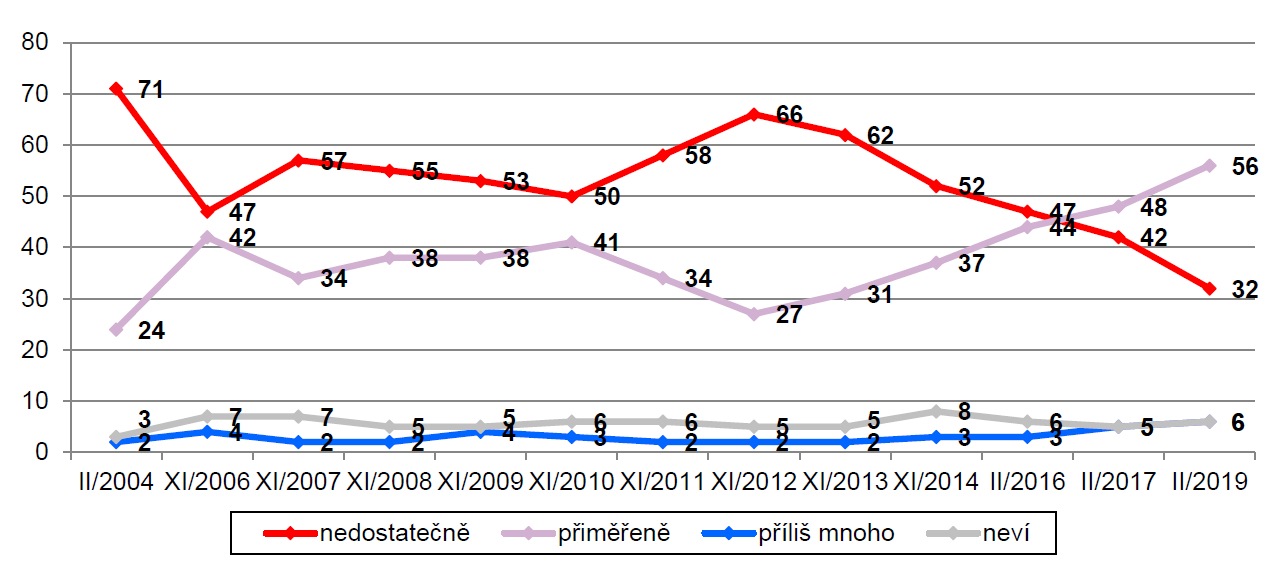 80
70
60
50
40
30
20
10
0
71 47 57 55 53 50 58 66 62 52 47 42 32
24 42 34 38 38 41 34 27 31 37 44 48 56
3 7 7 5 5 6 6 5 5 8 6 5 6
2 4 2 2 4 3 2 2 2 3 3
II/2004 XI/2006 XI/2007 XI/2008 XI/2009 XI/2010 XI/2011 XI/2012 XI/2013 XI/2014 II/2016 II/2017 II/2019
nedostatečně přiměřeně příliš mnoho neví